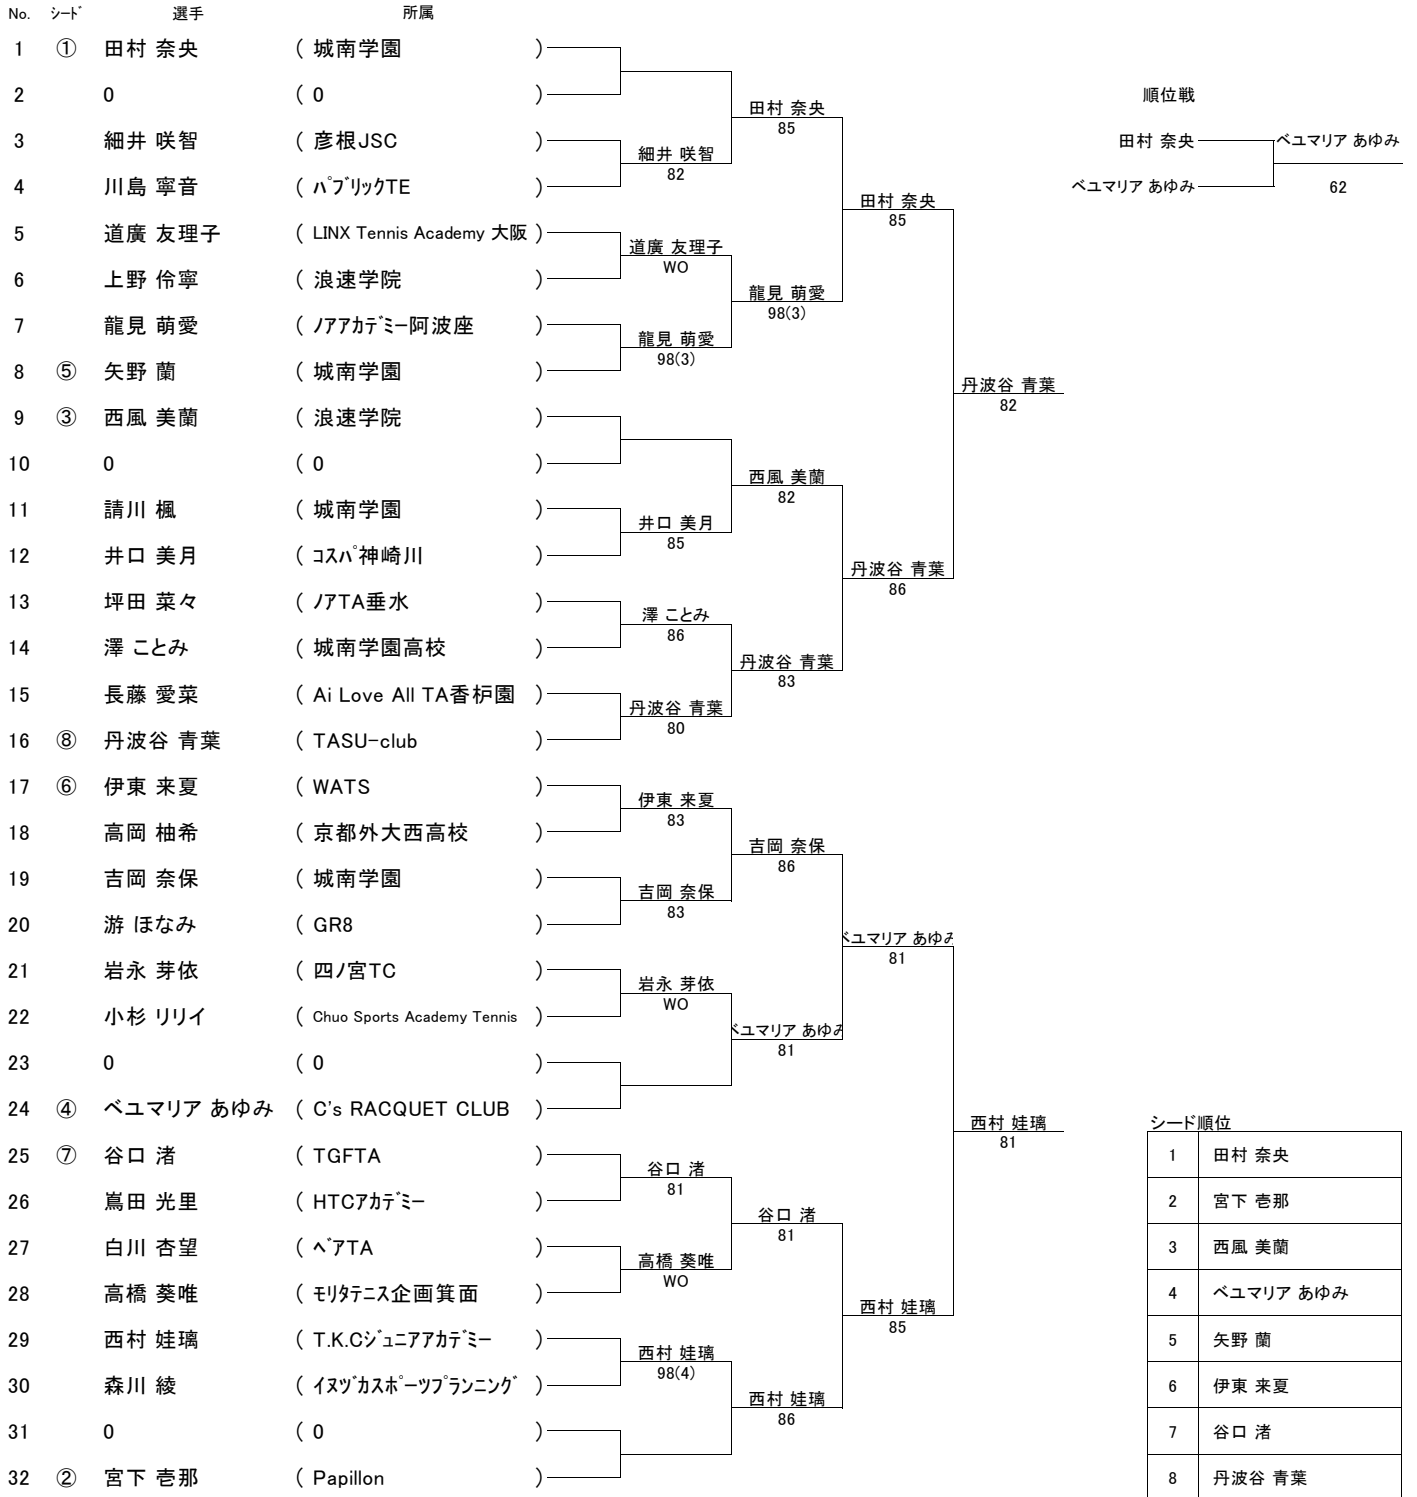 No. ｼｰﾄﾞ 選手 所属
1 ① 田村 奈央 ( 城南学園 )
2 0 ( 0 )
田村 奈央
85
順位戦
3 細井 咲智 ( 彦根JSC )
細井 咲智
82
田村 奈央 ベユマリア あゆみ
4 川島 寧音 ( ﾊﾟﾌﾞﾘｯｸTE )
ベユマリア あゆみ 62
田村 奈央
85
5 道廣 友理子 ( LINX Tennis Academy 大阪 )
道廣 友理子
WO
6 上野 伶寧 ( 浪速学院 )
龍見 萌愛
98(3)
7 龍見 萌愛 ( ﾉｱアカデﾐー阿波座 )
龍見 萌愛
98(3)
8 ⑤ 矢野 蘭 ( 城南学園 )
丹波谷 青葉
82
9 ③ 西風 美蘭 ( 浪速学院 )
10 0 ( 0 )
西風 美蘭
82
11 請川 楓 ( 城南学園 )
井口 美月
85
12 井口 美月 ( ｺｽﾊﾟ神崎川 )
丹波谷 青葉
86
13 坪田 菜々 ( ﾉｱTA垂水 )
澤 ことみ
86
14 澤 ことみ ( 城南学園高校 )
丹波谷 青葉
83
15 長藤 愛菜 ( Ai Love All TA香枦園 )
丹波谷 青葉
80
16 ⑧ 丹波谷 青葉 ( TASU-club )
17 ⑥ 伊東 来夏 ( WATS )
伊東 来夏
83
18 高岡 柚希 ( 京都外大西高校 )
吉岡 奈保
86
19 吉岡 奈保 ( 城南学園 )
吉岡 奈保
83
20 游 ほなみ ( GR8 )
ベユマリア あゆみ
81
21 岩永 芽依 ( 四ﾉ宮TC )
岩永 芽依
WO
22 小杉 リリイ ( Chuo Sports Academy Tennis )
ベユマリア あゆみ
81
23 0 ( 0 )
24 ④ ベユマリア あゆみ ( C's RACQUET CLUB )
西村 娃璃
81
シード順位
25 ⑦ 谷口 渚 ( TGFTA )
谷口 渚
81
1 田村 奈央
26 嶌田 光里 ( HTCｱｶﾃﾞﾐｰ )
谷口 渚
81
2 宮下 壱那
27 白川 杏望 ( ﾍﾞｱTA )
高橋 葵唯
WO
3 西風 美蘭
28 高橋 葵唯 ( ﾓﾘﾀﾃﾆｽ企画箕面 )
西村 娃璃
85
4 ベユマリア あゆみ
29 西村 娃璃 ( T.K.Cｼﾞｭﾆｱｱｶﾃﾞﾐｰ )
西村 娃璃
98(4)
5 矢野 蘭
30 森川 綾 ( ｲﾇﾂﾞｶｽﾎﾟｰﾂﾌﾟﾗﾝﾆﾝｸﾞ )
西村 娃璃
86
6 伊東 来夏
31 0 ( 0 )
7 谷口 渚
32 ② 宮下 壱那 ( Papillon )
8 丹波谷 青葉